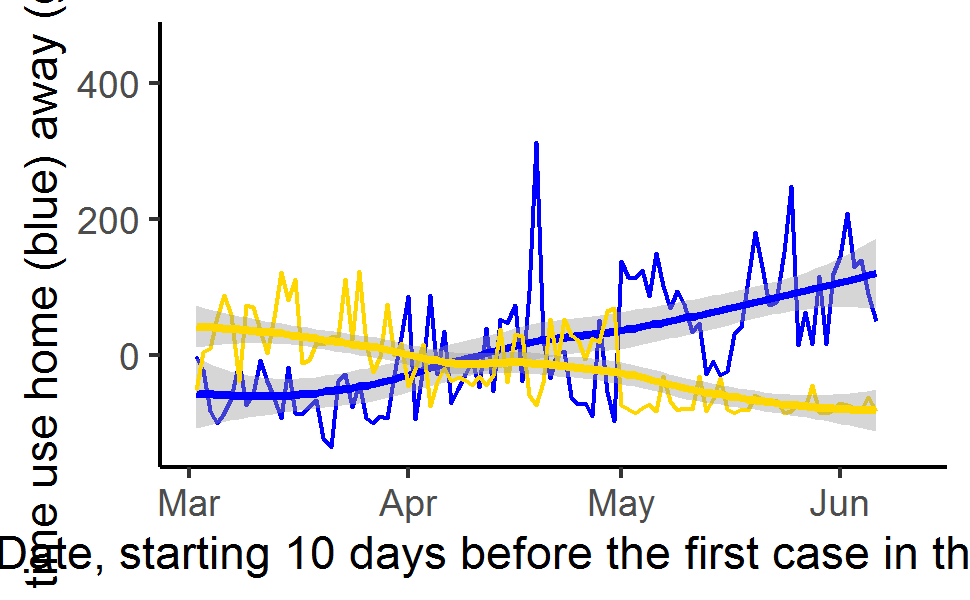 time use home (blue) away (
400
200
0
Mar Apr May Jun
Date, starting 10 days before the first case in th